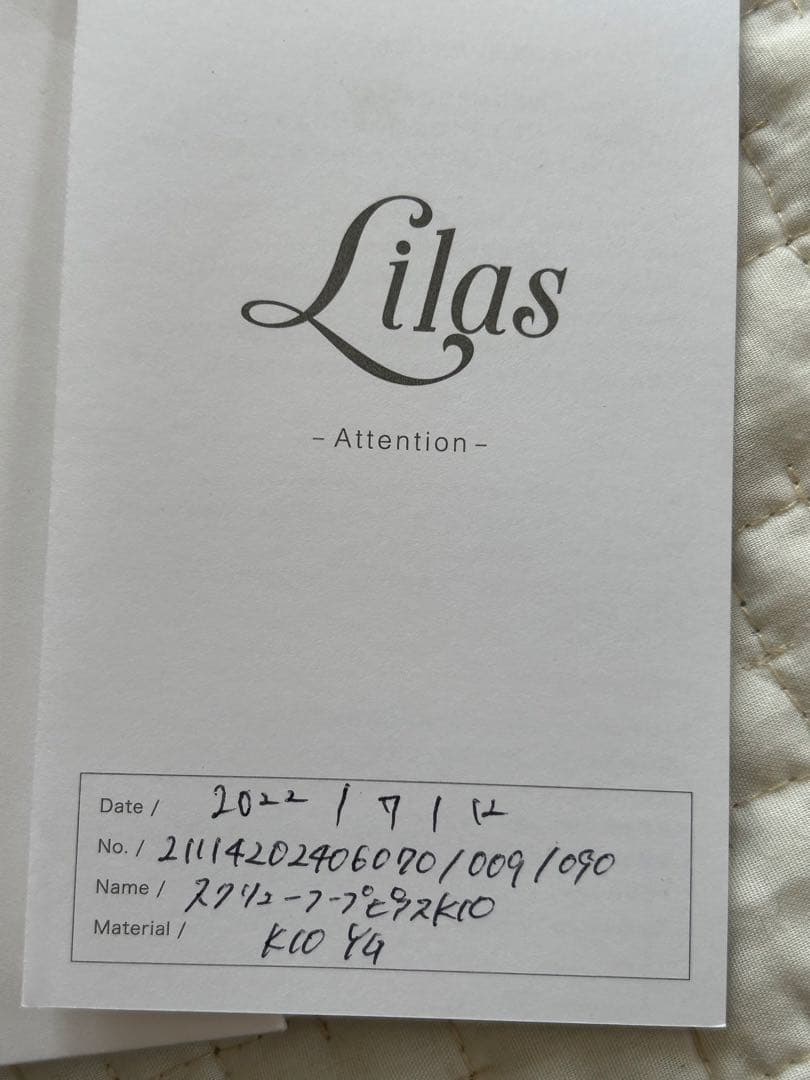 Lilas
– Attention –
Date / 2022 / 7 / 12
No. / 21114202406070/009/090
Name / スクリューフープピアスK10
Material / K10 YG